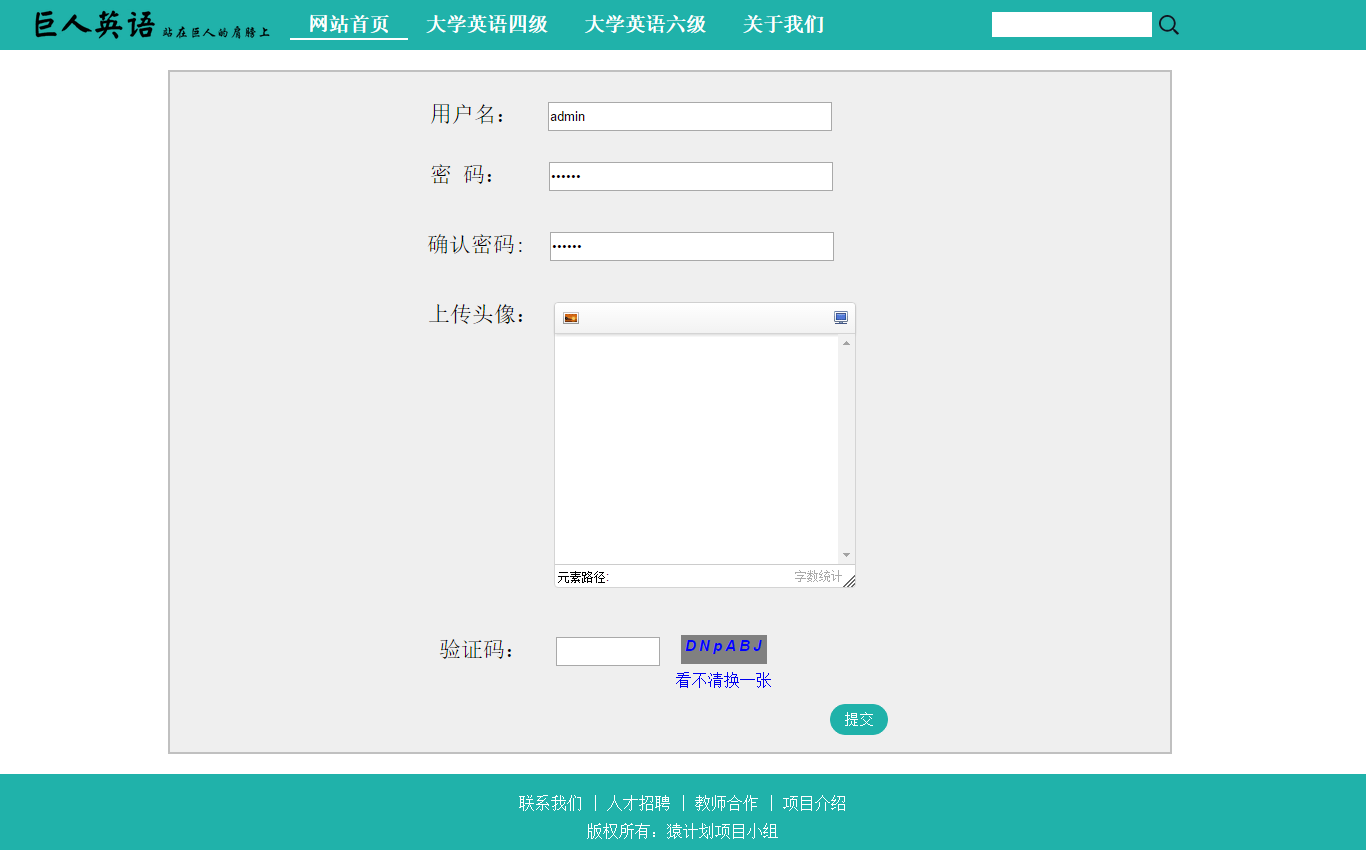 巨人英语 站在巨人的肩膀上 网站首页 大学英语四级 大学英语六级 关于我们
用户名： admin
密 码： ••••••
确认密码： ••••••
上传头像：
元素路径: 字数统计
验证码： DNpABJ
看不清换一张
提交
联系我们 | 人才招聘 | 教师合作 | 项目介绍
版权所有：猿计划项目小组